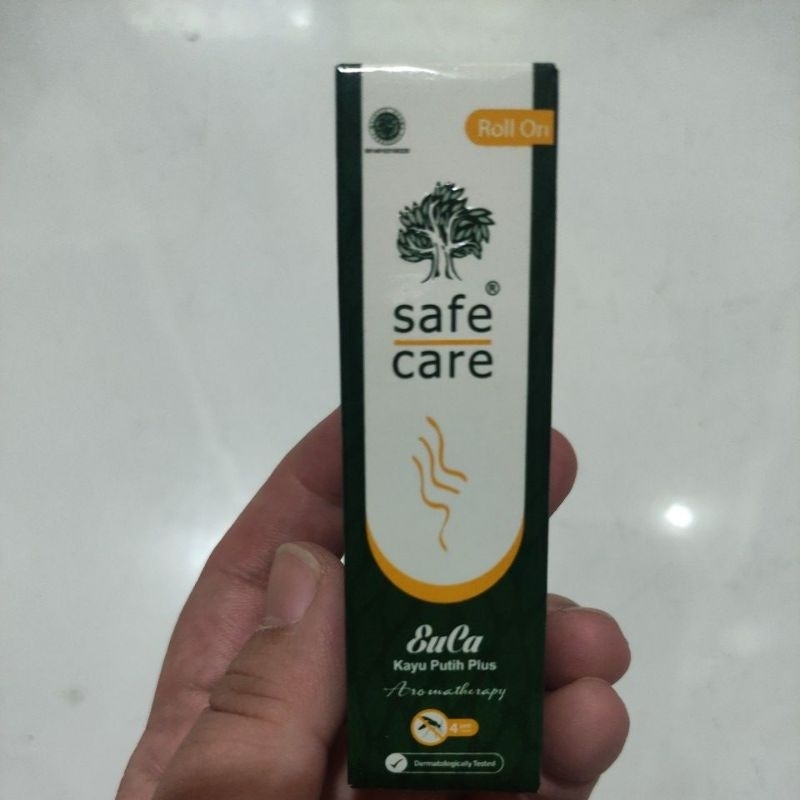 Roll On
safe®
care
EuCa
Kayu Putih Plus
Aromatherapy
4
Dermatologically Tested